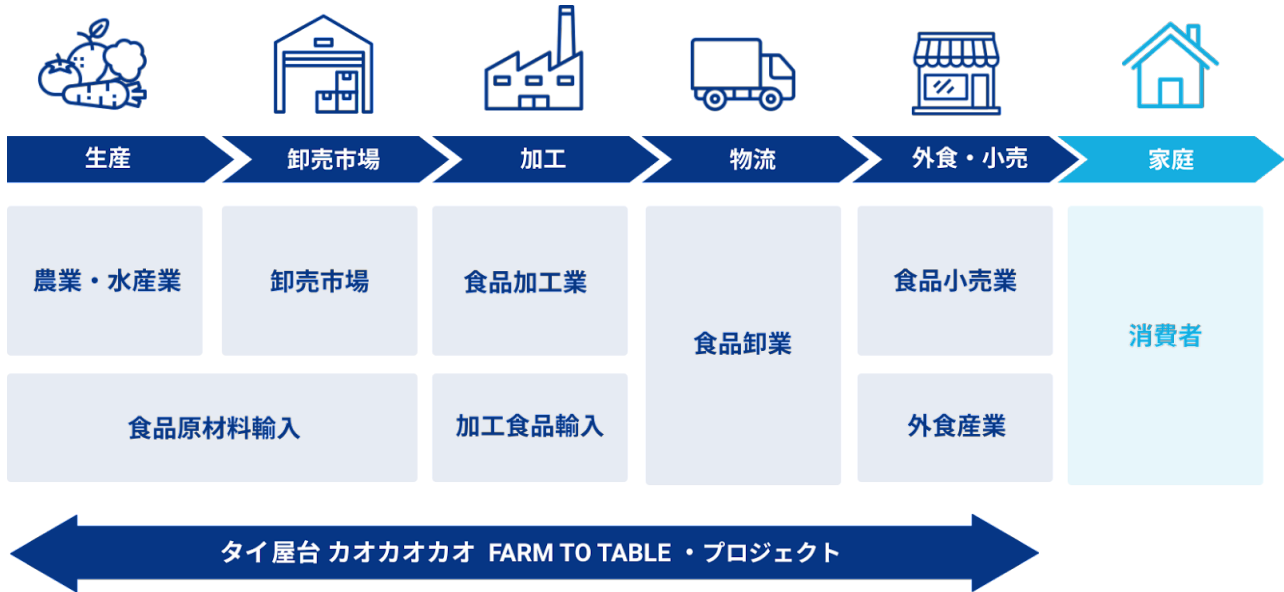 生産
卸売市場
加工
物流
外食・小売
家庭
農業・水産業
卸売市場
食品加工業
食品卸業
食品小売業
消費者
食品原材料輸入
加工食品輸入
外食産業
タイ屋台 カオカオカオ FARM TO TABLE ・プロジェクト